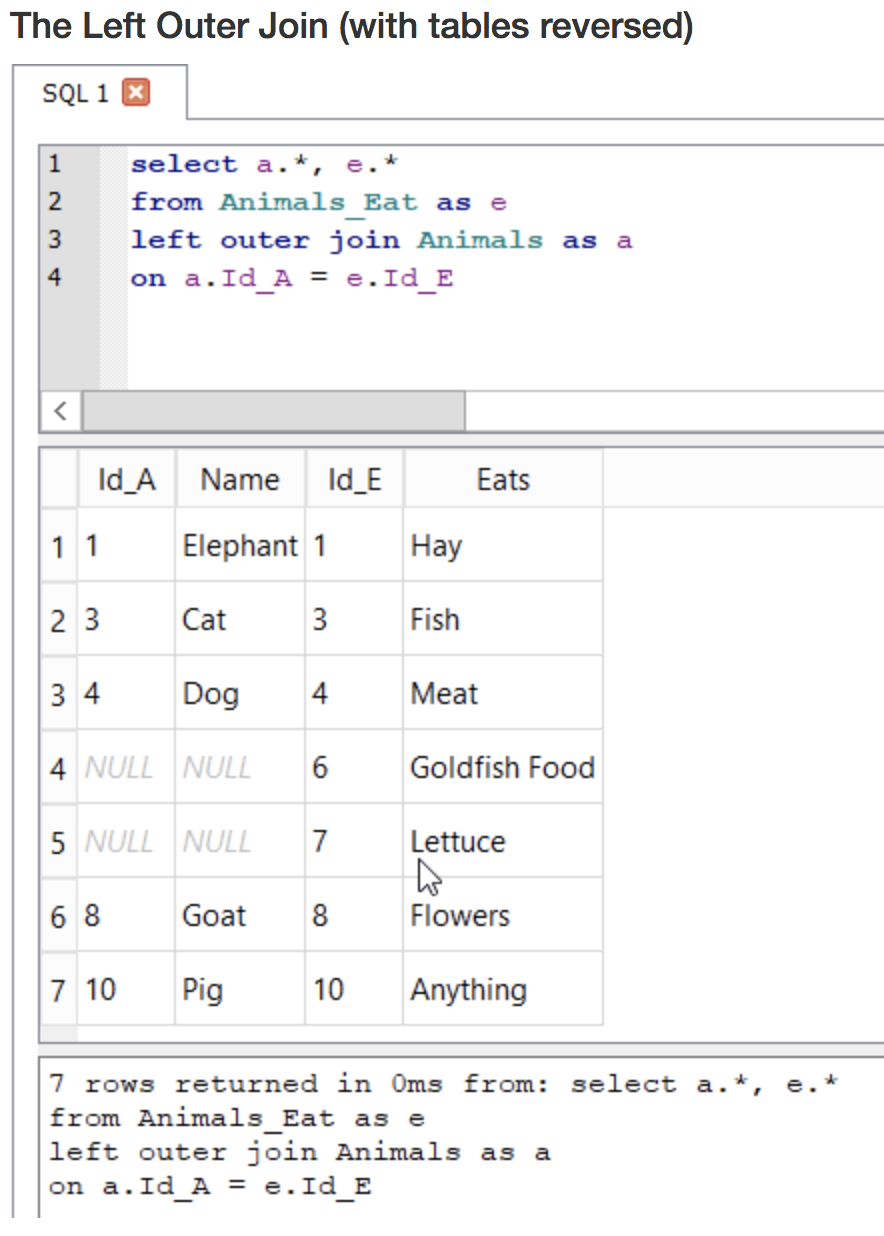 The Left Outer Join (with tables reversed)
SQL 1
1 select a.*, e.*
2 from Animals_Eat as e
3 left outer join Animals as a
4 on a.Id_A = e.Id_E
Id_A Name Id_E Eats
1 1 Elephant 1 Hay
2 3 Cat 3 Fish
3 4 Dog 4 Meat
4 NULL NULL 6 Goldfish Food
5 NULL NULL 7 Lettuce
6 8 Goat 8 Flowers
7 10 Pig 10 Anything
7 rows returned in 0ms from: select a.*, e.*
from Animals_Eat as e
left outer join Animals as a
on a.Id_A = e.Id_E